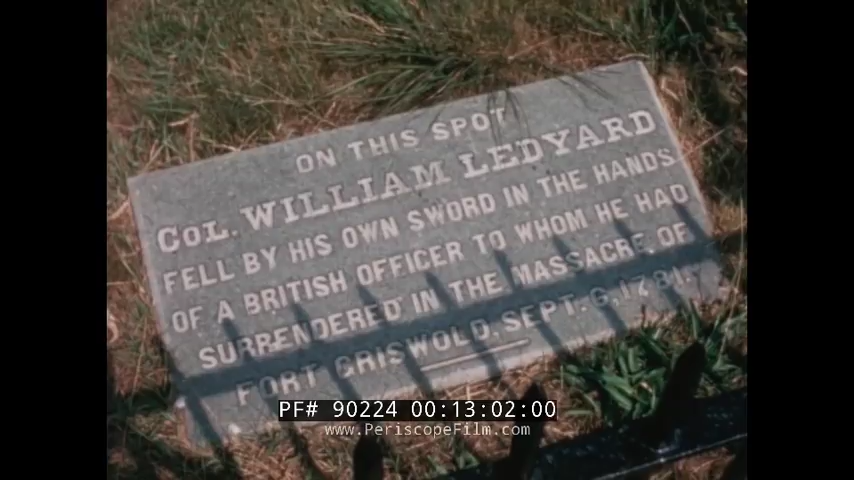 ON THIS SPOT
COL. WILLIAM LEDYARD
FELL BY HIS OWN SWORD IN THE HANDS
OF A BRITISH OFFICER TO WHOM HE HAD
SURRENDERED IN THE MASSACRE OF
FORT GRISWOLD, SEPT. 6, 1781.
PF# 90224 00:13:02:00
www.PeriscopeFilm.com